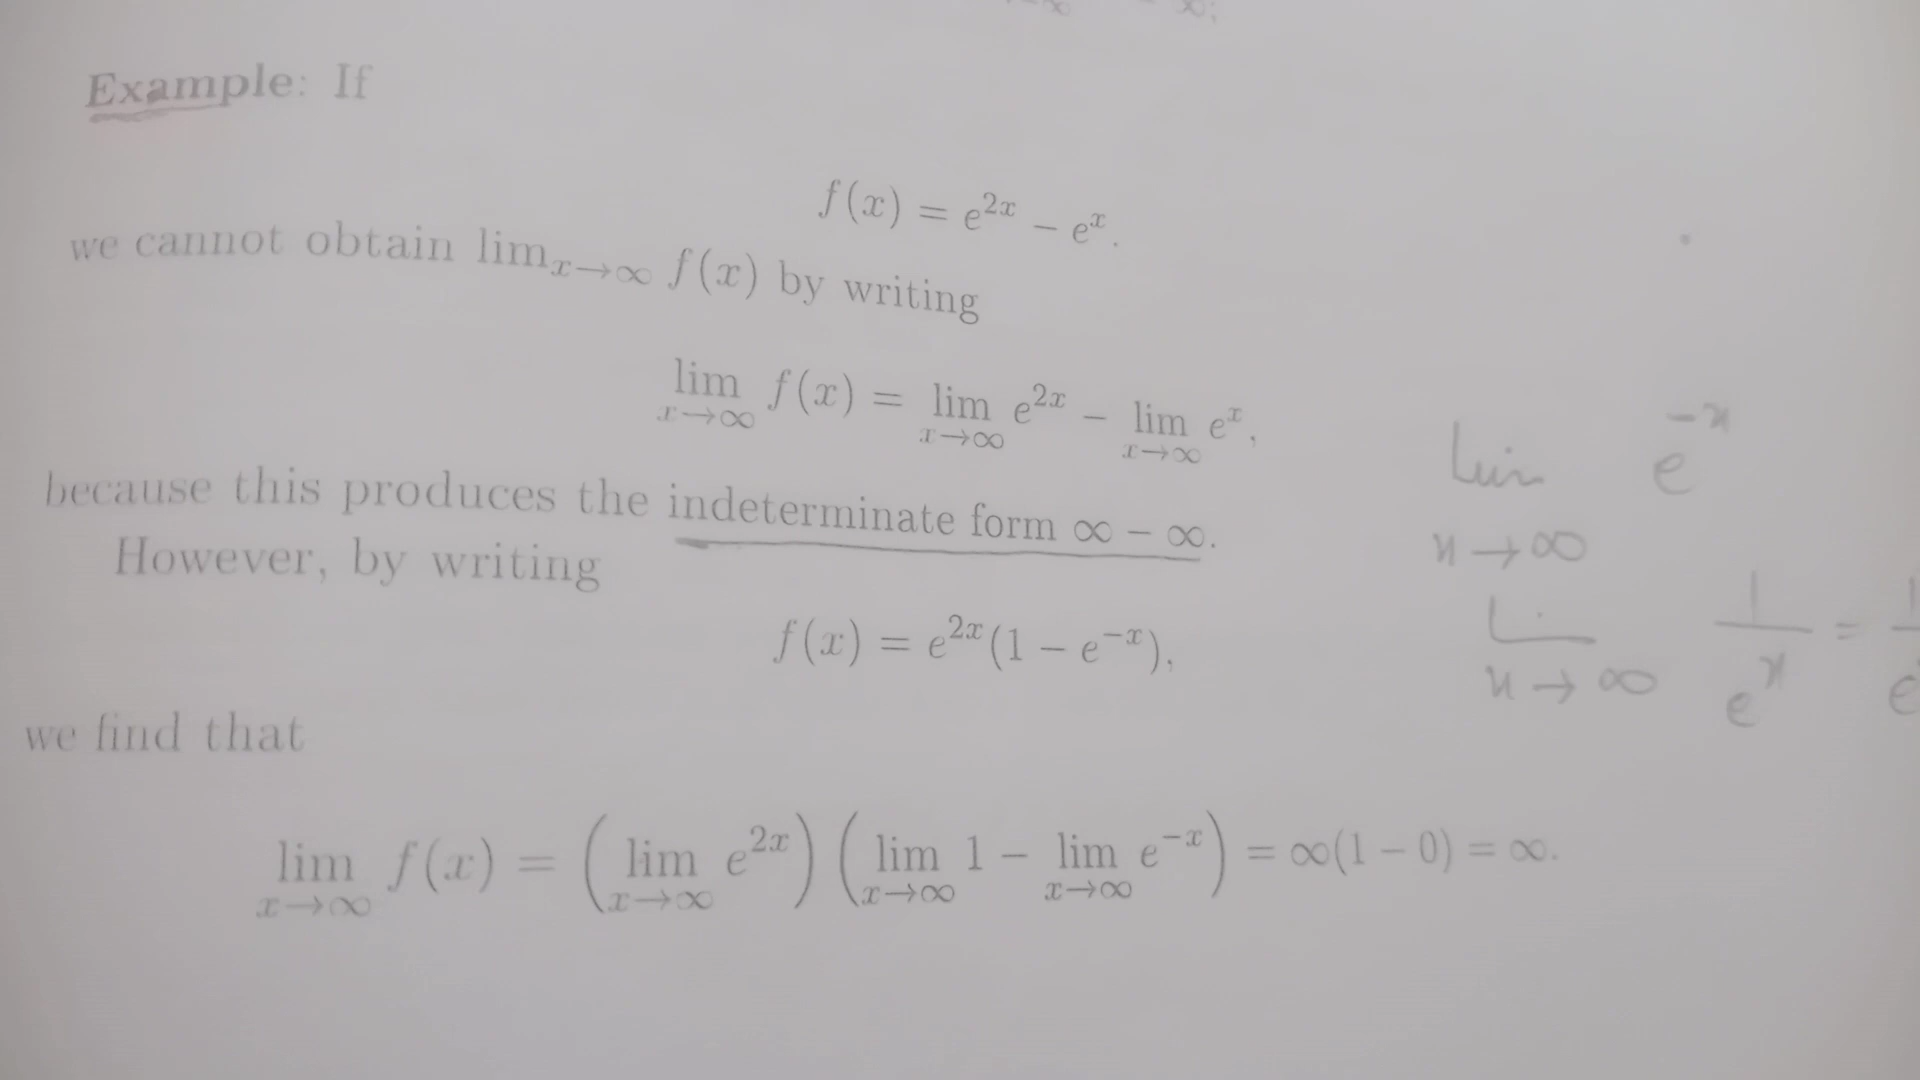 Example: If
f(x) = e^{2x} − e^x.
we cannot obtain lim_{x→∞} f(x) by writing
lim_{x→∞} f(x) = lim_{x→∞} e^{2x} − lim_{x→∞} e^x,
because this produces the indeterminate form ∞ − ∞.
However, by writing
f(x) = e^{2x}(1 − e^{−x}),
we find that
lim_{x→∞} f(x) = (lim_{x→∞} e^{2x}) (lim_{x→∞} 1 − lim_{x→∞} e^{−x}) = ∞(1 − 0) = ∞.
Lim e^{-x}
x→∞
x→∞ 1/e^x =